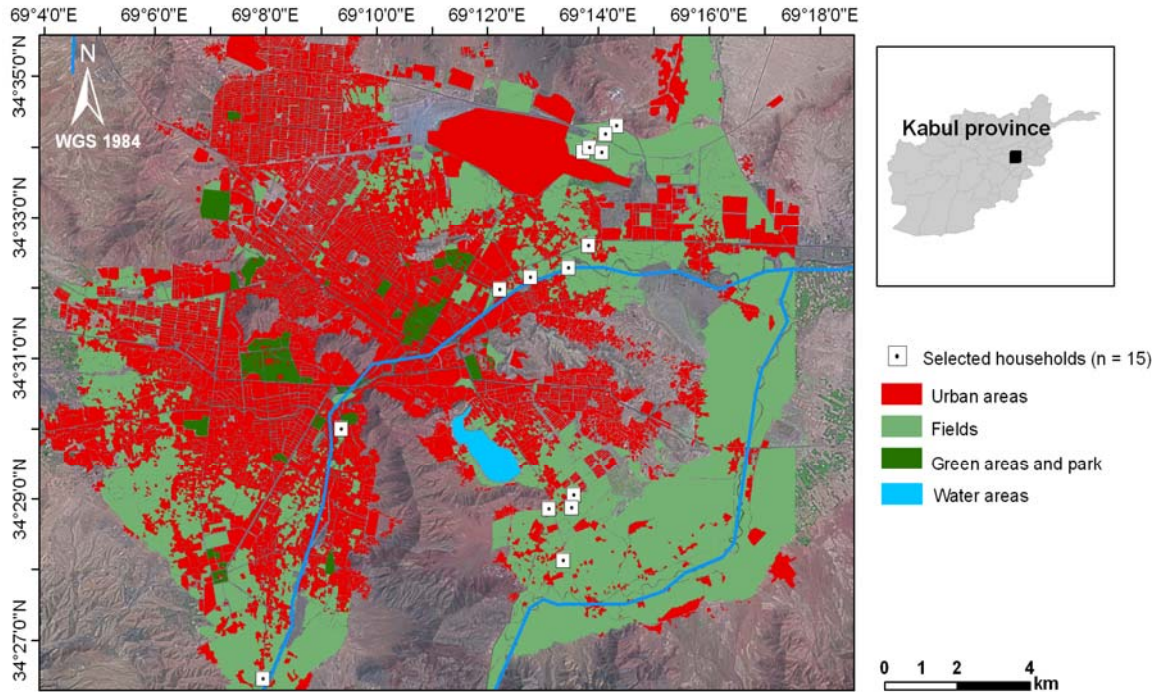 69°4'0"E 69°6'0"E 69°8'0"E 69°10'0"E 69°12'0"E 69°14'0"E 69°16'0"E 69°18'0"E
34°35'0"N
34°33'0"N
34°31'0"N
34°29'0"N
34°27'0"N
N
WGS 1984
Kabul province
Selected households (n = 15)
Urban areas
Fields
Green areas and park
Water areas
0 1 2 4
km